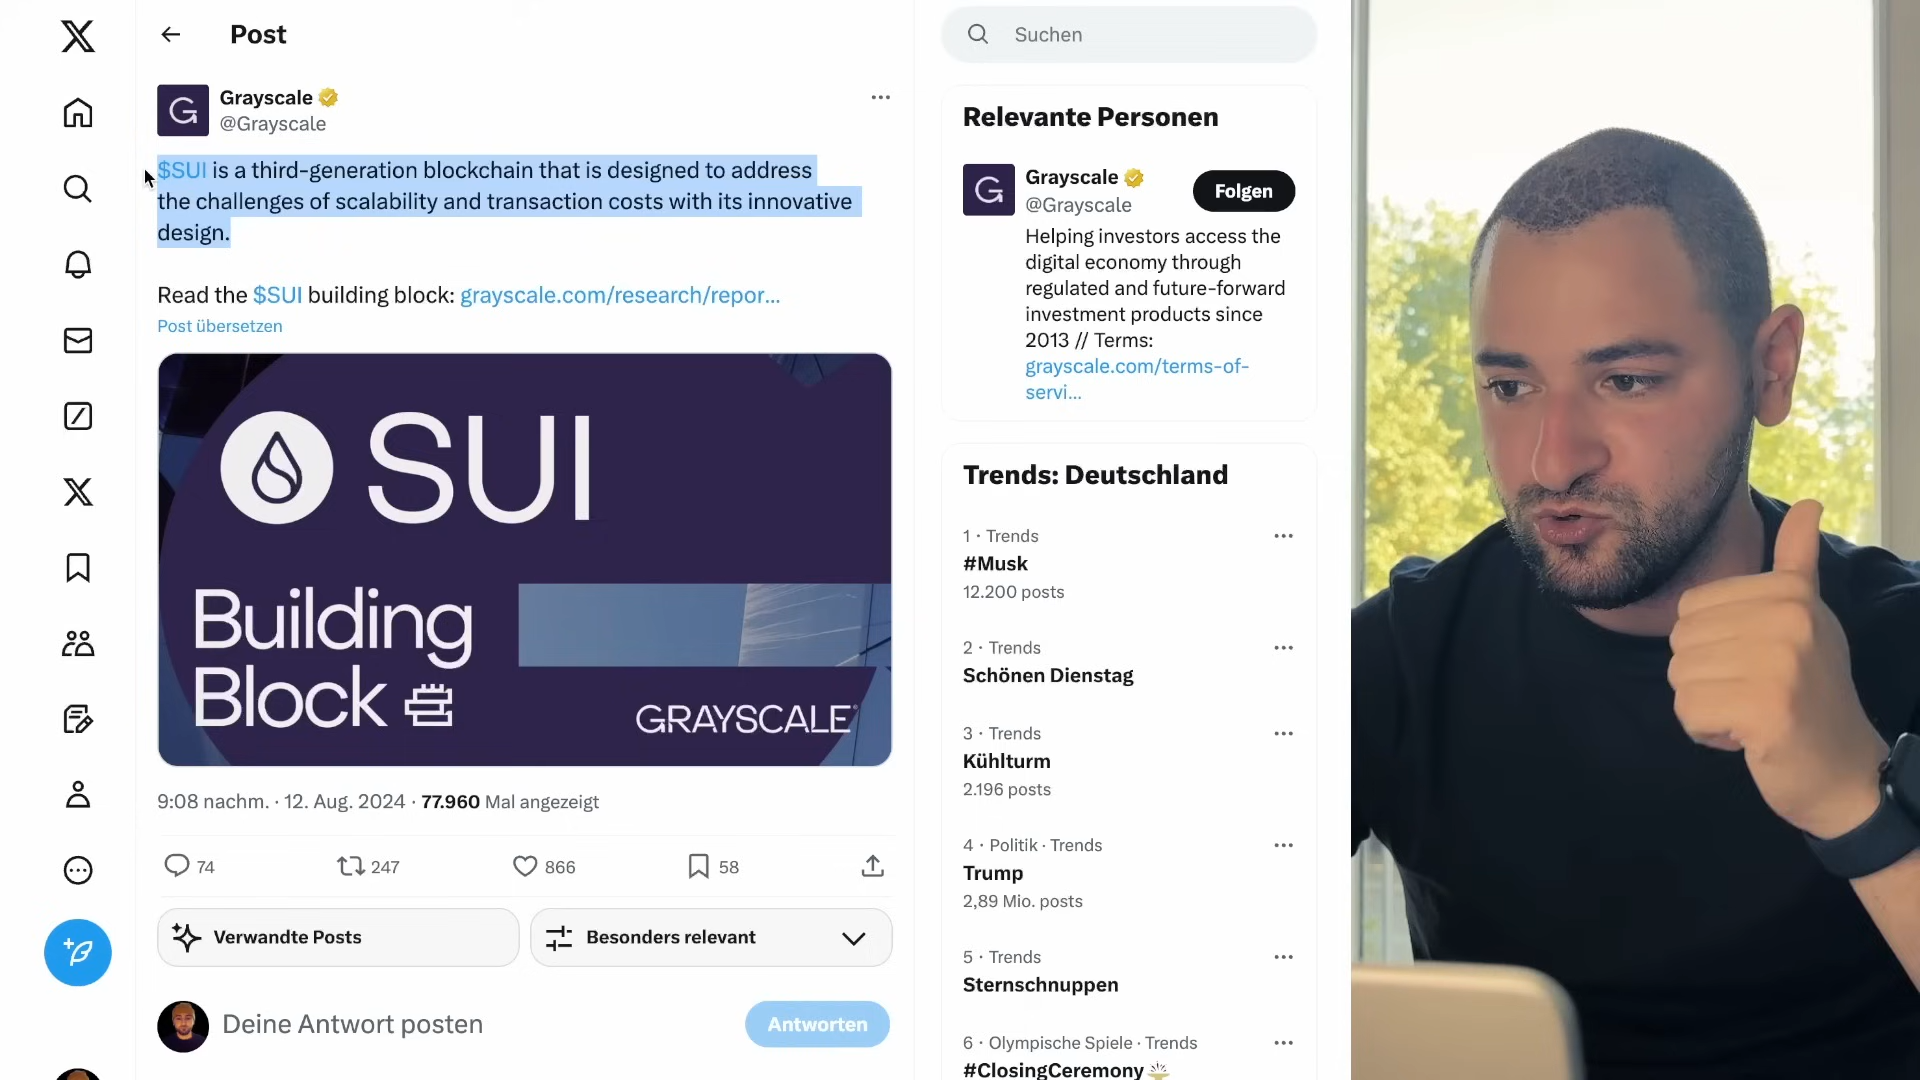 Post
Grayscale
@Grayscale
$SUI is a third-generation blockchain that is designed to address
the challenges of scalability and transaction costs with its innovative
design.
Read the $SUI building block: grayscale.com/research/repor...
Post übersetzen
SUI
Building
Block
GRAYSCALE
9:08 nachm. · 12. Aug. 2024 · 77.960 Mal angezeigt
74
247
866
58
Verwandte Posts
Besonders relevant
Deine Antwort posten
Antworten
Suchen
Relevante Personen
Grayscale
@Grayscale
Folgen
Helping investors access the
digital economy through
regulated and future-forward
investment products since
2013 // Terms:
grayscale.com/terms-of-
servi...
Trends: Deutschland
1 · Trends
#Musk
12.200 posts
2 · Trends
Schönen Dienstag
3 · Trends
Kühlturm
2.196 posts
4 · Politik · Trends
Trump
2,89 Mio. posts
5 · Trends
Sternschnuppen
6 · Olympische Spiele · Trends
#ClosingCeremony